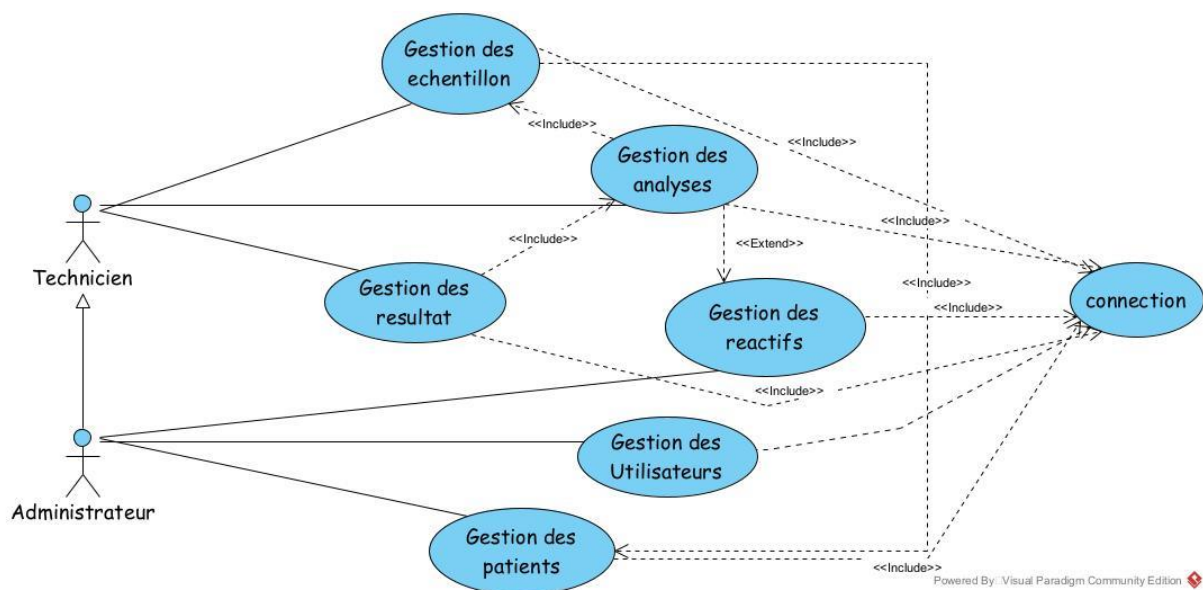 Gestion des
echentillon
<<Include>>
<<Include>>
Gestion des
analyses
<<Include>>
<<Include>>
<<Extend>>
Technicien
Gestion des
resultat
<<Include>>
connection
Gestion des
reactifs
<<Include>>
<<Include>>
Gestion des
Utilisateurs
Administrateur
Gestion des
patients
<<Include>>
Powered By Visual Paradigm Community Edition